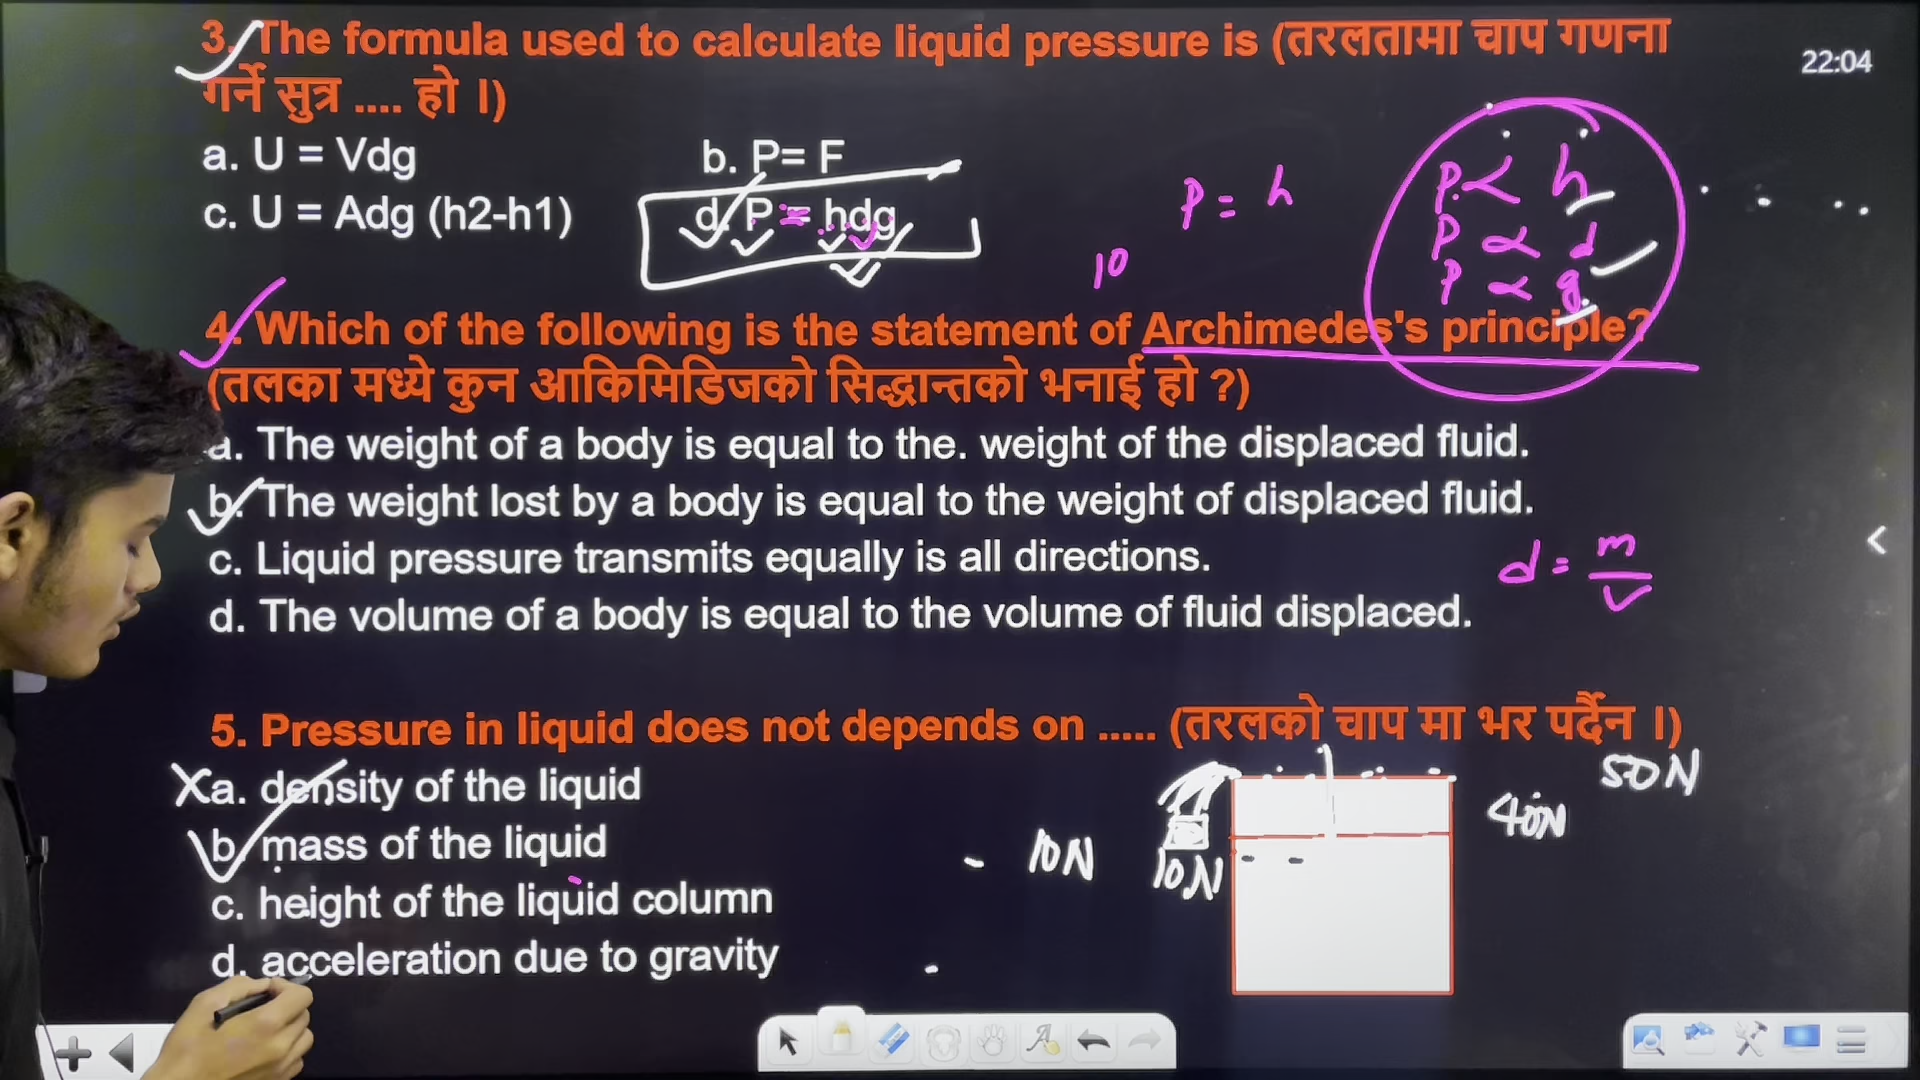 3. The formula used to calculate liquid pressure is (तरलतामा चाप गणना
गर्ने सुत्र .... हो ।)
22:04
a. U = Vdg
b. P= F
c. U = Adg (h2-h1)
d. P = hdg
P = h
10
P ∝ h
P ∝ d
P ∝ g
4. Which of the following is the statement of Archimedes's principle?
(तलका मध्ये कुन आकिमिडिजको सिद्धान्तको भनाई हो ?)
a. The weight of a body is equal to the. weight of the displaced fluid.
b. The weight lost by a body is equal to the weight of displaced fluid.
c. Liquid pressure transmits equally is all directions.
d. The volume of a body is equal to the volume of fluid displaced.
d = m/v
5. Pressure in liquid does not depends on ..... (तरलको चाप मा भर पर्दैन ।)
a. density of the liquid
b. mass of the liquid
c. height of the liquid column
d. acceleration due to gravity
10N
10N
40N
50N